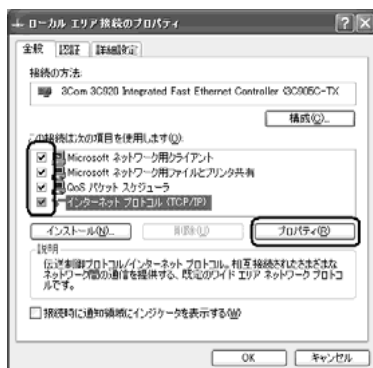 ローカル エリア接続のプロパティ
全般 認証 詳細設定
接続の方法:
3Com 3C920 Integrated Fast Ethernet Controller (3C905C-TX
構成(C)...
この接続は次の項目を使用します(O):
Microsoft ネットワーク用クライアント
Microsoft ネットワーク用ファイルとプリンタ共有
QoS パケット スケジューラ
インターネット プロトコル (TCP/IP)
インストール(N)... 削除(U) プロパティ(R)
説明
伝送制御プロトコル/インターネット プロトコル。相互接続されたさまざまな
ネットワーク間の通信を提供する、既定のワイド エリア ネットワーク プロトコ
ルです。
接続時に通知領域にインジケータを表示する(W)
OK キャンセル